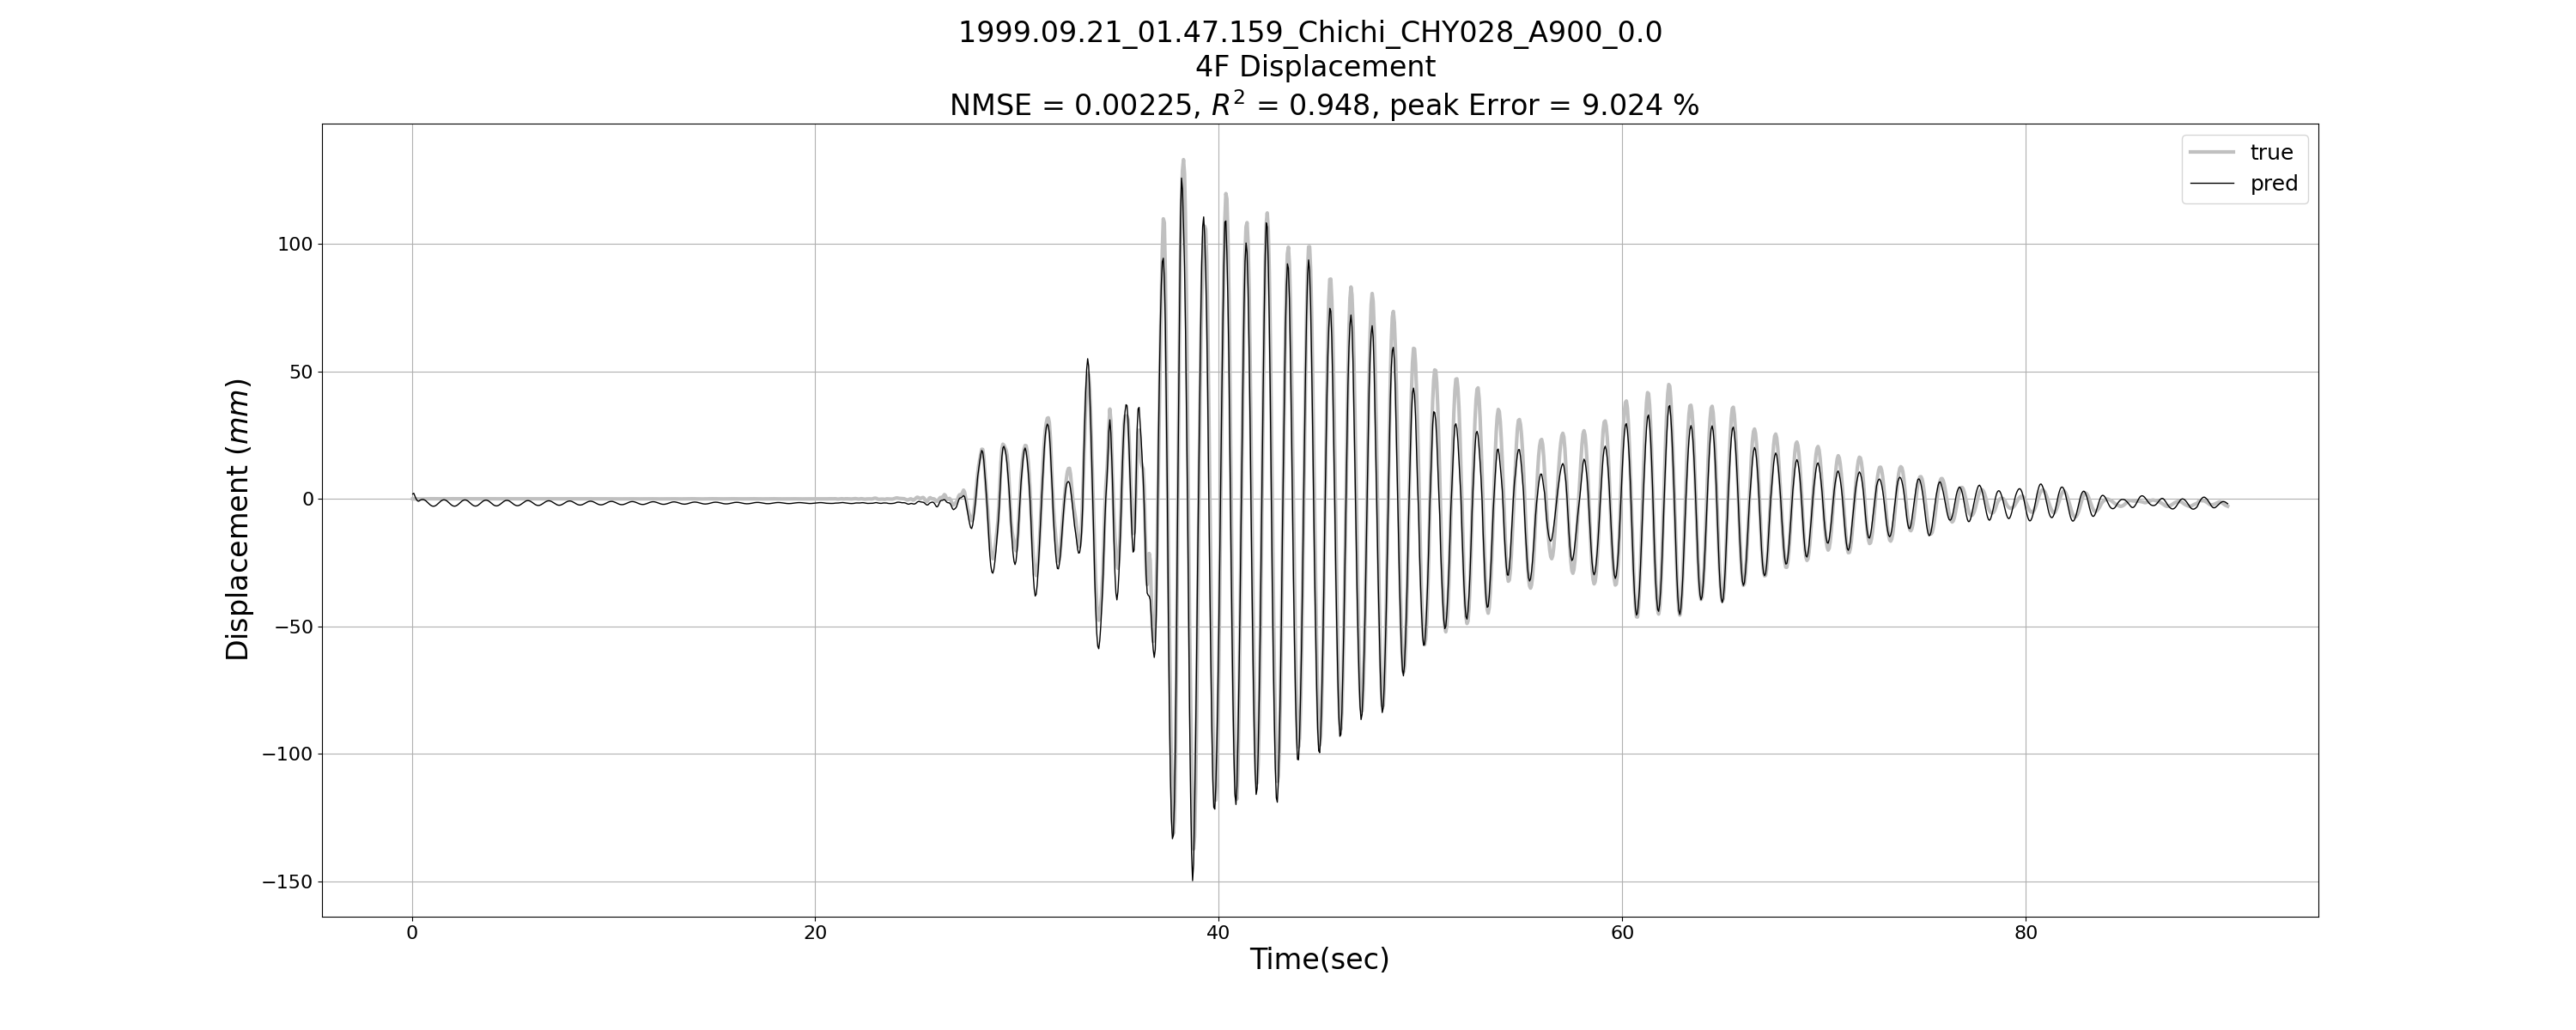 1999.09.21_01.47.159_Chichi_CHY028_A900_0.0
4F Displacement
NMSE = 0.00225, R² = 0.948, peak Error = 9.024 %
true
pred
100
50
0
−50
−100
−150
Displacement (mm)
0 20 40 60 80
Time(sec)